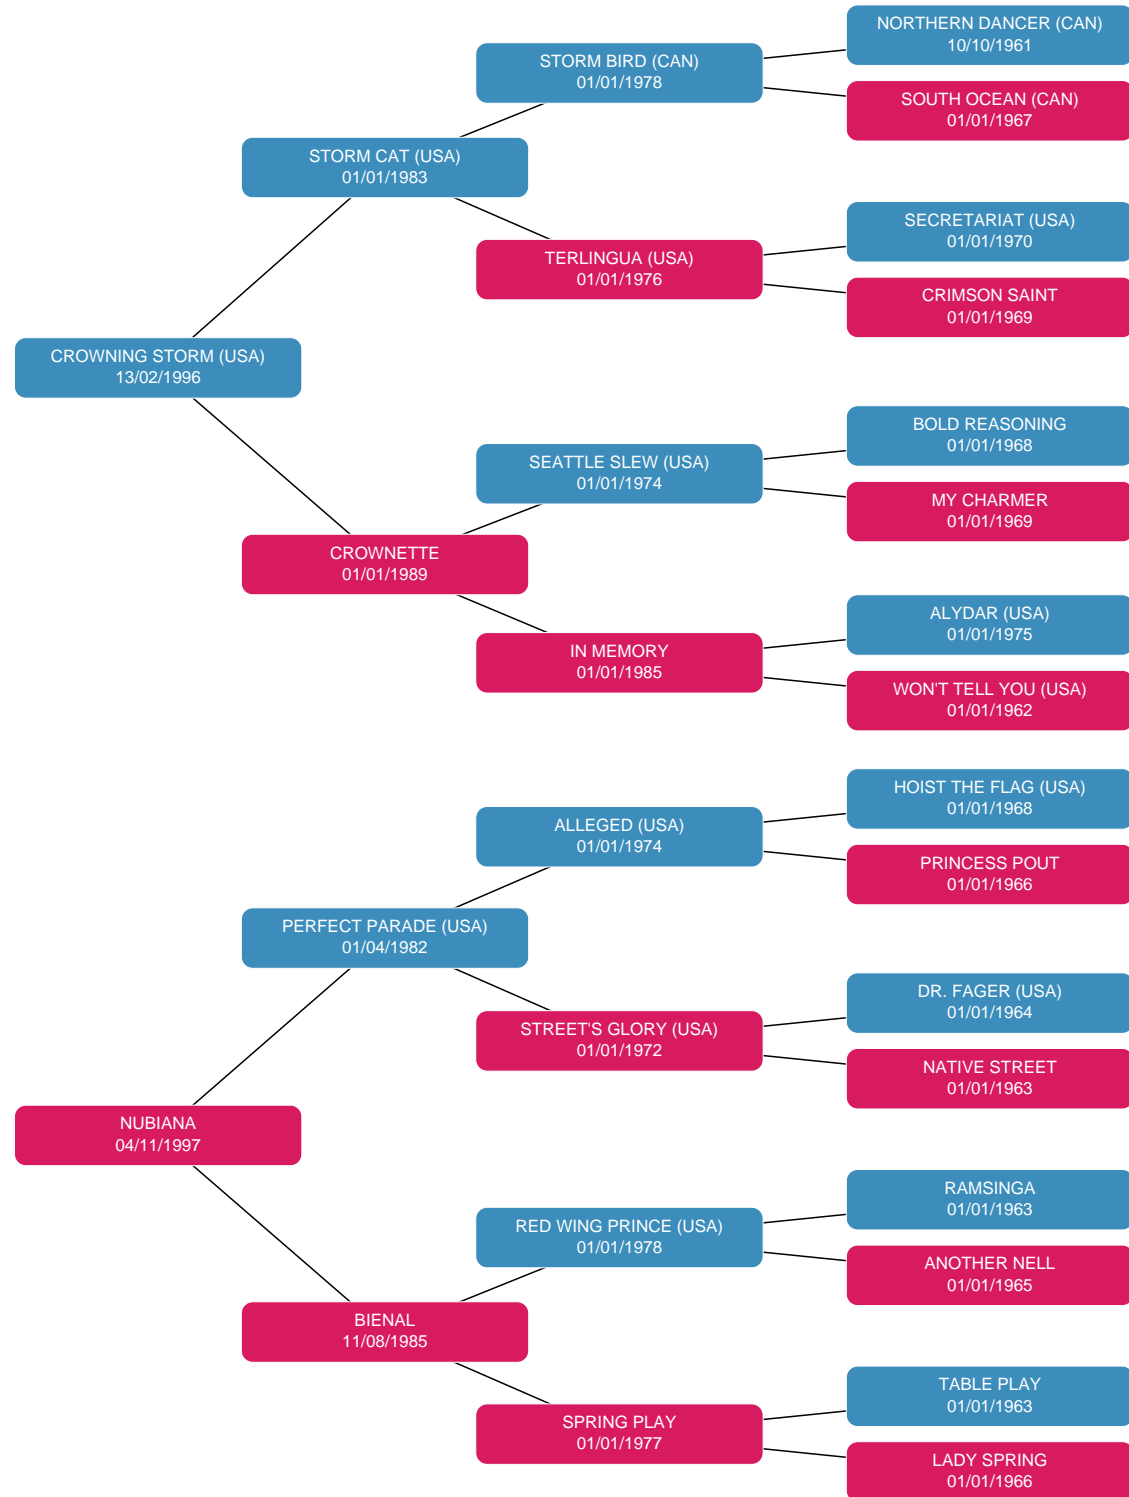 NORTHERN DANCER (CAN)
10/10/1961
STORM BIRD (CAN)
01/01/1978
SOUTH OCEAN (CAN)
01/01/1967
STORM CAT (USA)
01/01/1983
SECRETARIAT (USA)
01/01/1970
TERLINGUA (USA)
01/01/1976
CRIMSON SAINT
01/01/1969
CROWNING STORM (USA)
13/02/1996
BOLD REASONING
01/01/1968
SEATTLE SLEW (USA)
01/01/1974
MY CHARMER
01/01/1969
CROWNETTE
01/01/1989
ALYDAR (USA)
01/01/1975
IN MEMORY
01/01/1985
WON'T TELL YOU (USA)
01/01/1962
HOIST THE FLAG (USA)
01/01/1968
ALLEGED (USA)
01/01/1974
PRINCESS POUT
01/01/1966
PERFECT PARADE (USA)
01/04/1982
DR. FAGER (USA)
01/01/1964
STREET'S GLORY (USA)
01/01/1972
NATIVE STREET
01/01/1963
NUBIANA
04/11/1997
RAMSINGA
01/01/1963
RED WING PRINCE (USA)
01/01/1978
ANOTHER NELL
01/01/1965
BIENAL
11/08/1985
TABLE PLAY
01/01/1963
SPRING PLAY
01/01/1977
LADY SPRING
01/01/1966